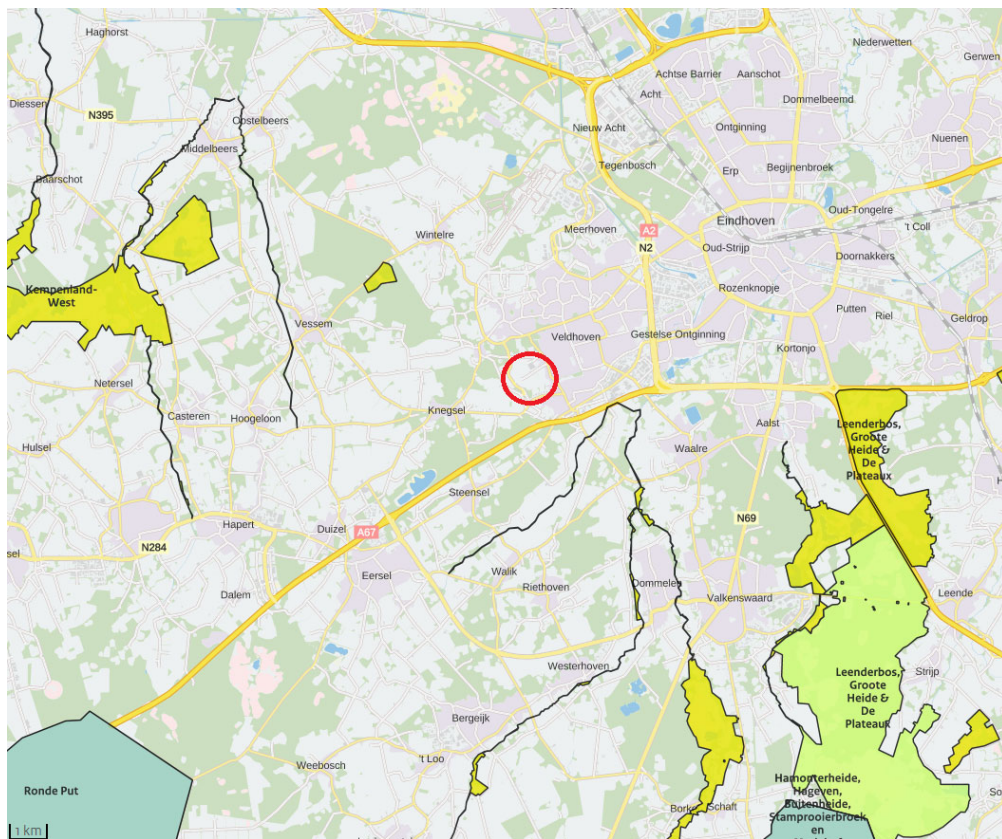 Haghorst
Nederwetten
Gerwen
Achtse Barrier
Aanschot
Acht
Dommelbeemd
Diessen
N395
Oostelbeers
Nieuw Acht
Ontginning
Nuenen
Middelbeers
Tegenbosch
Erp
Begijnenbroek
Baarschot
Oud-Tongelre
Eindhoven
't Coll
Wintelre
Meerhoven
A2
N2
Oud-Strijp
Doornakkers
Kempenland-
West
Rozenknopje
Putten
Riel
Geldrop
Vessem
Veldhoven
Gestelse Ontginning
Kortonjo
Netersel
Casteren
Hoogeloon
Knegsel
Aalst
Leenderbos,
Groote
Heide &
De
Plateaux
Hulsel
Waalre
Steensel
N69
Hapert
Duizel
A67
N284
Eersel
Walik
Riethoven
Dommelen
Dalem
Valkenswaard
Leende
Westerhoven
Leenderbos,
Groote
Heide &
De
Plateaux
Strijp
Bergeijk
't Loo
Weebosch
Ronde Put
Hamonterheide,
Hageven,
Buitenheide,
Stamprooierbroek
en
Schaft
1 km